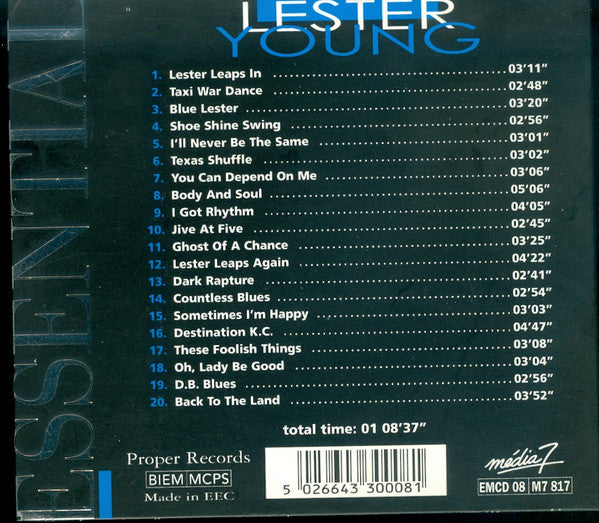 LESTER
YOUNG
ESSENTIAL
1. Lester Leaps In 03'11"
2. Taxi War Dance 02'48"
3. Blue Lester 03'20"
4. Shoe Shine Swing 02'56"
5. I'll Never Be The Same 03'01"
6. Texas Shuffle 03'02"
7. You Can Depend On Me 03'06"
8. Body And Soul 05'06"
9. I Got Rhythm 04'05"
10. Jive At Five 02'45"
11. Ghost Of A Chance 03'25"
12. Lester Leaps Again 04'22"
13. Dark Rapture 02'41"
14. Countless Blues 02'54"
15. Sometimes I'm Happy 03'03"
16. Destination K.C. 04'47"
17. These Foolish Things 03'08"
18. Oh, Lady Be Good 03'04"
19. D.B. Blues 02'56"
20. Back To The Land 03'52"
total time: 01 08'37"
Proper Records
BIEM MCPS
Made in EEC
5 026643 300081
média 7
EMCD 08 M7 817